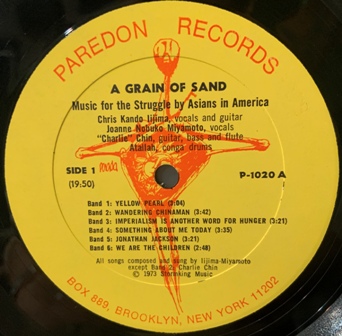 PAREDON RECORDS
A GRAIN OF SAND
Music for the Struggle by Asians in America
Chris Kando Iijima, vocals and guitar
Joanne Nobuko Miyamoto, vocals
"Charlie" Chin, guitar, bass and flute
Atallah, conga drums
SIDE 1
(19:50)
P-1020 A
Band 1: YELLOW PEARL (3:04)
Band 2: WANDERING CHINAMAN (3:42)
Band 3: IMPERIALISM IS ANOTHER WORD FOR HUNGER (3:21)
Band 4: SOMETHING ABOUT ME TODAY (3:35)
Band 5: JONATHAN JACKSON (3:21)
Band 6: WE ARE THE CHILDREN (2:48)
All songs composed and sung by Iijima-Miyamoto
except Band 2, Charlie Chin
© 1973 Stormking Music
BOX 889, BROOKLYN, NEW YORK 11202